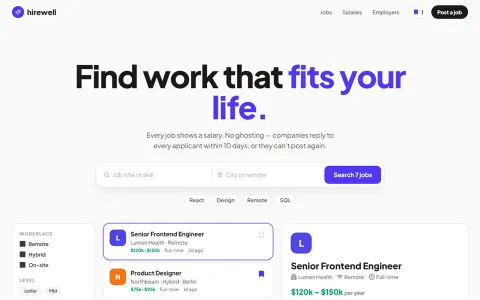 hirewell
Jobs Salaries Employers 1 Post a job
Find work that fits your
life.
Every job shows a salary. No ghosting — companies reply to
every applicant within 10 days, or they can't post again.
Job title or skill City or remote Search 7 jobs
React Design Remote SQL
WORKPLACE
Remote
Hybrid
On-site
LEVEL
Junior Mid
L Senior Frontend Engineer
Lumen Health · Remote
$120k–$150k Full-time 2d ago
N Product Designer
Northbeam · Hybrid · Berlin
$75k–$95k Full-time 1d ago
L
Senior Frontend Engineer
Lumen Health Remote Full-time
$120k – $150k per year